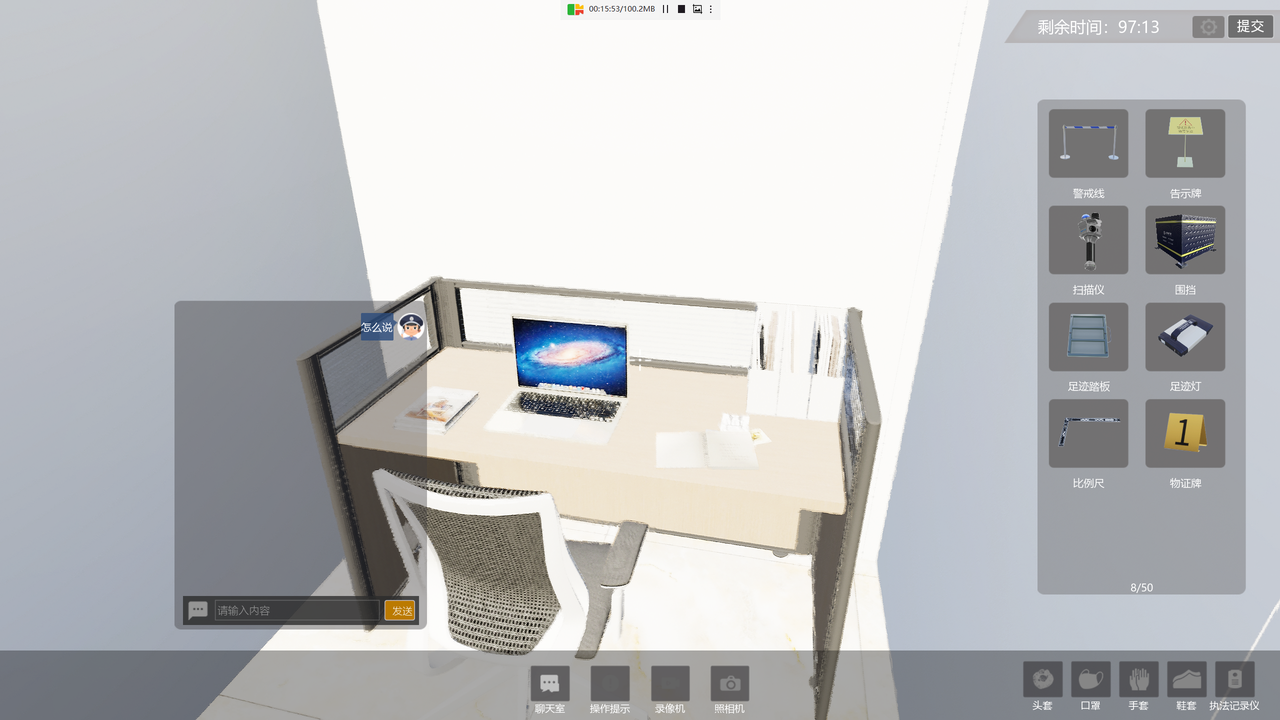 00:15:53/100.2MB
剩余时间：97:13
提交
警戒线
告示牌
扫描仪
围挡
足迹踏板
足迹灯
比例尺
1
物证牌
8/50
怎么说
请输入内容
发送
聊天室
操作提示
录像机
照相机
头套
口罩
手套
鞋套
执法记录仪